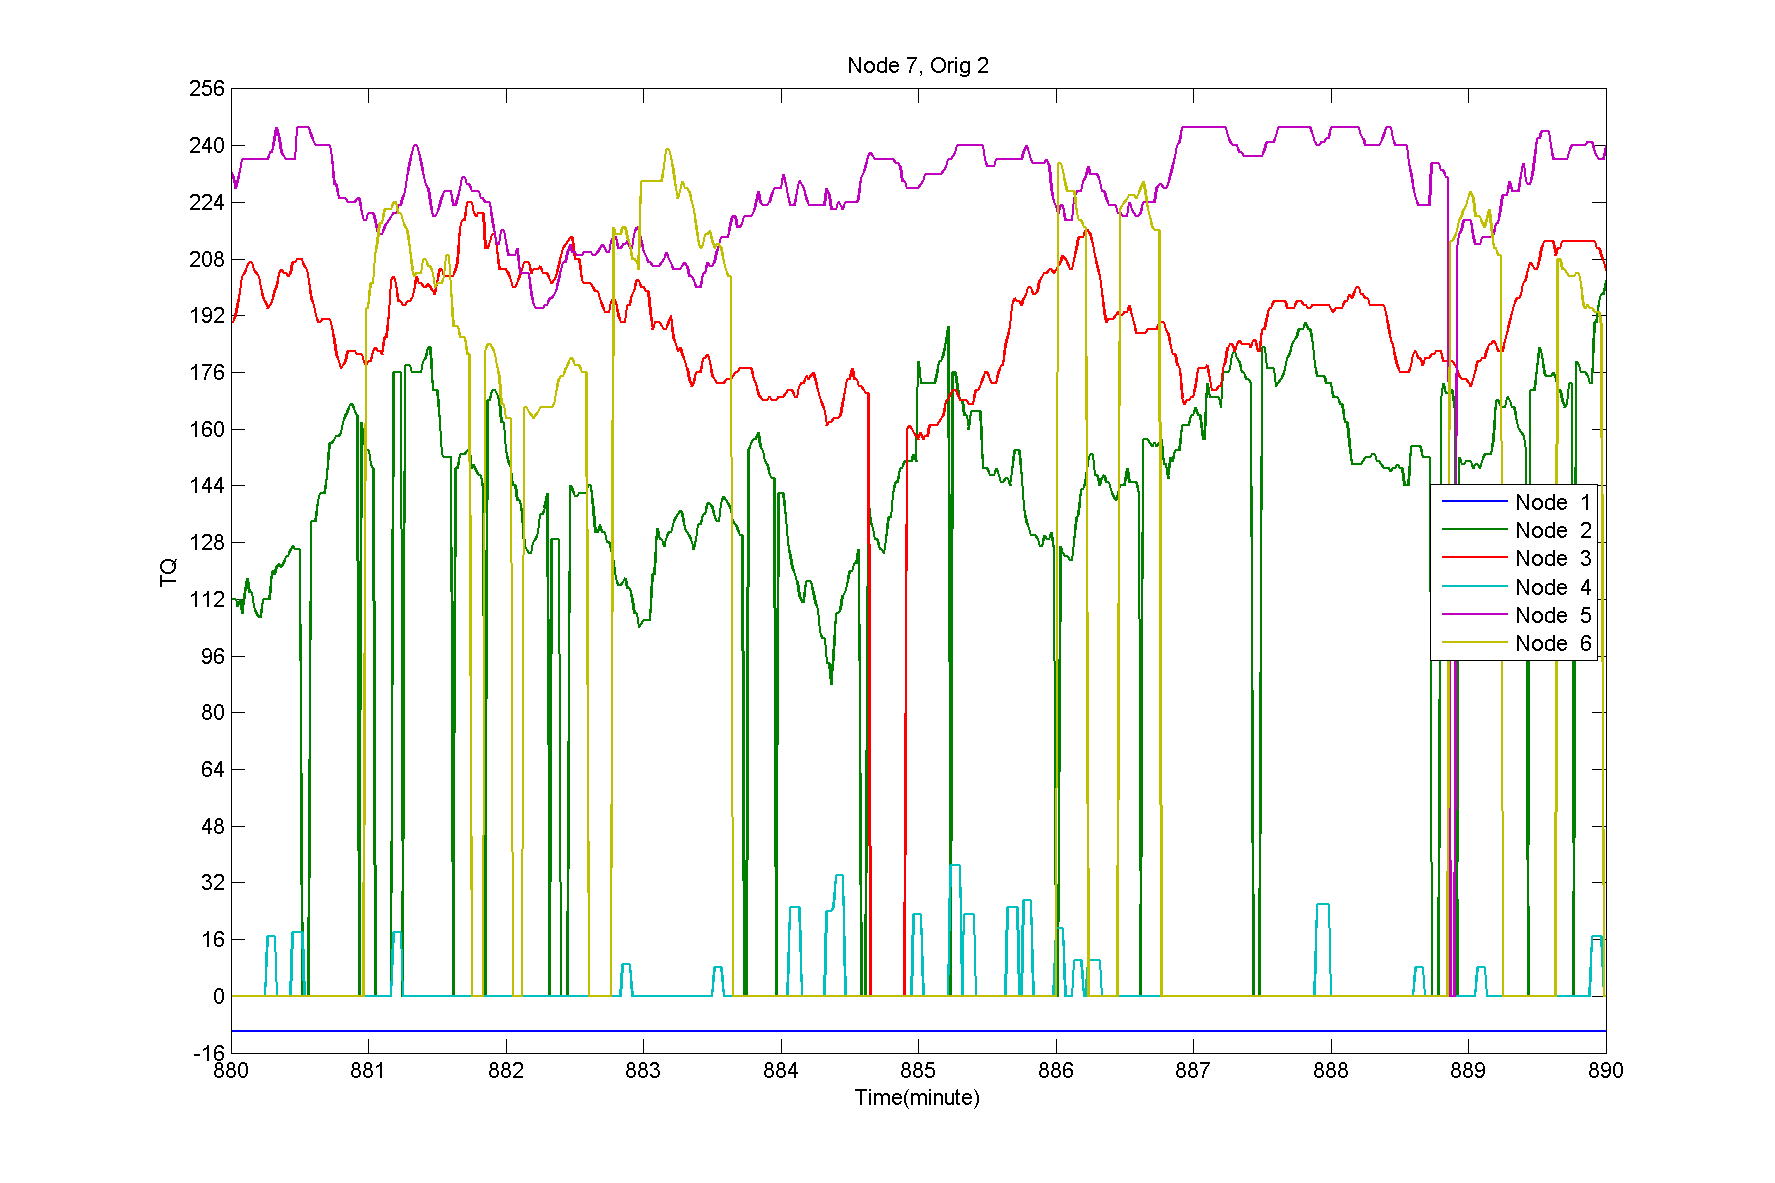 Node 7, Orig 2
256
240
224
208
192
176
160
144
128
112
96
80
64
48
32
16
0
-16
TQ
Node 1
Node 2
Node 3
Node 4
Node 5
Node 6
880 881 882 883 884 885 886 887 888 889 890
Time(minute)